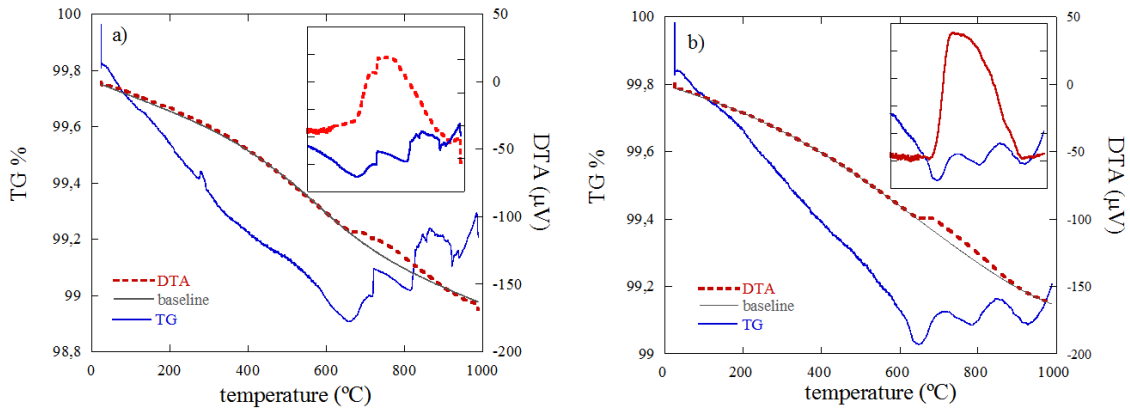 a)
100
99,8
99,6
99,4
99,2
99
98,8
TG %
50
0
-50
-100
-150
-200
DTA (µV)
DTA
baseline
TG
0 200 400 600 800 1000
temperature (ºC)
b)
100
99,8
99,6
99,4
99,2
99
TG %
50
0
-50
-100
-150
-200
DTA (µV)
DTA
baseline
TG
0 200 400 600 800 1000
temperature (ºC)